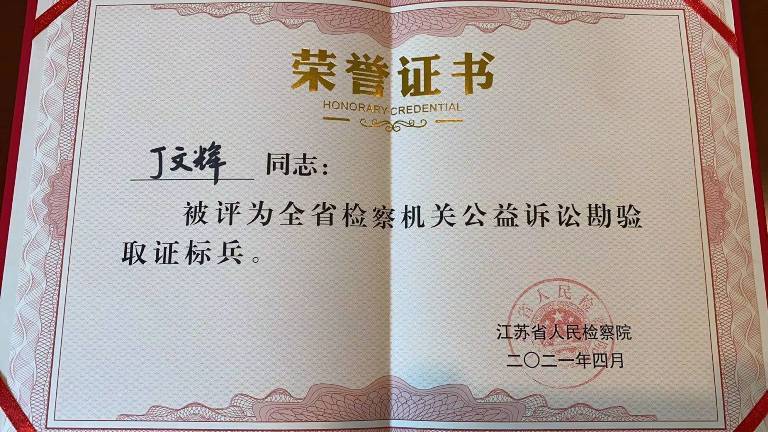 荣誉证书
HONORARY CREDENTIAL
丁文辉 同志：
被评为全省检察机关公益诉讼勘验
取证标兵。
江苏省人民检察院
二〇二一年四月